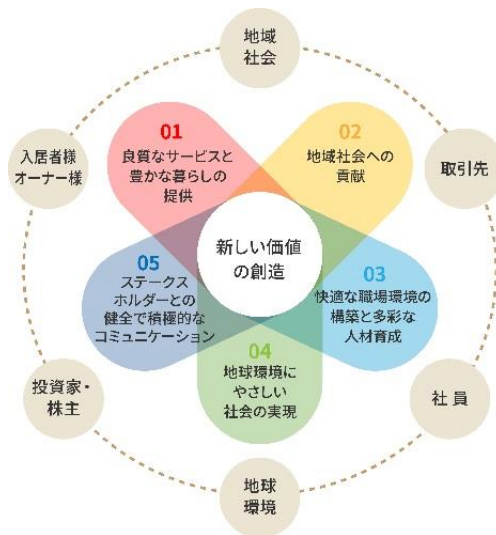 地域
社会
入居者様
オーナー様
取引先
01
良質なサービスと
豊かな暮らしの
提供
02
地域社会への
貢献
新しい価値
の創造
05
ステークス
ホルダーとの
健全で積極的な
コミュニケーション
03
快適な職場環境の
構築と多彩な
人材育成
04
地球環境に
やさしい
社会の実現
投資家・
株主
社員
地球
環境